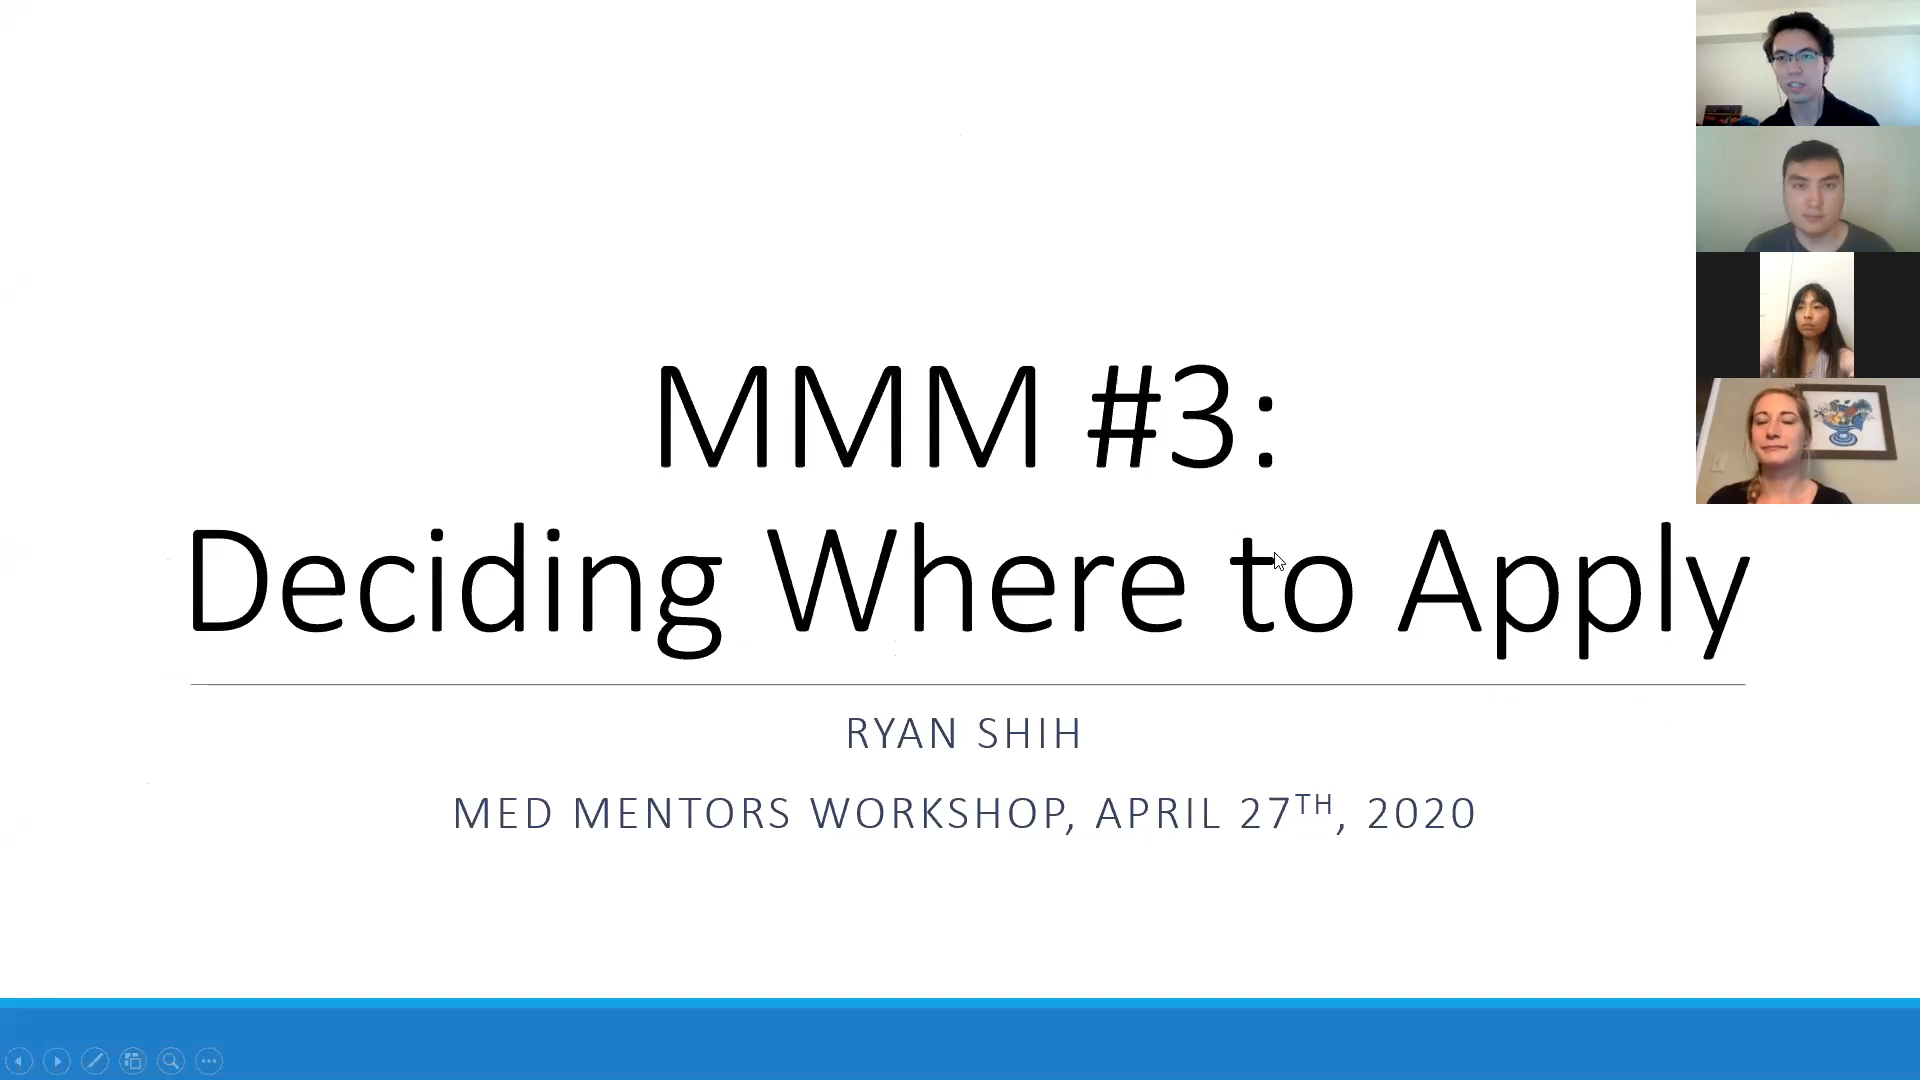 MMM #3:
Deciding Where to Apply
RYAN SHIH
MED MENTORS WORKSHOP, APRIL 27TH, 2020